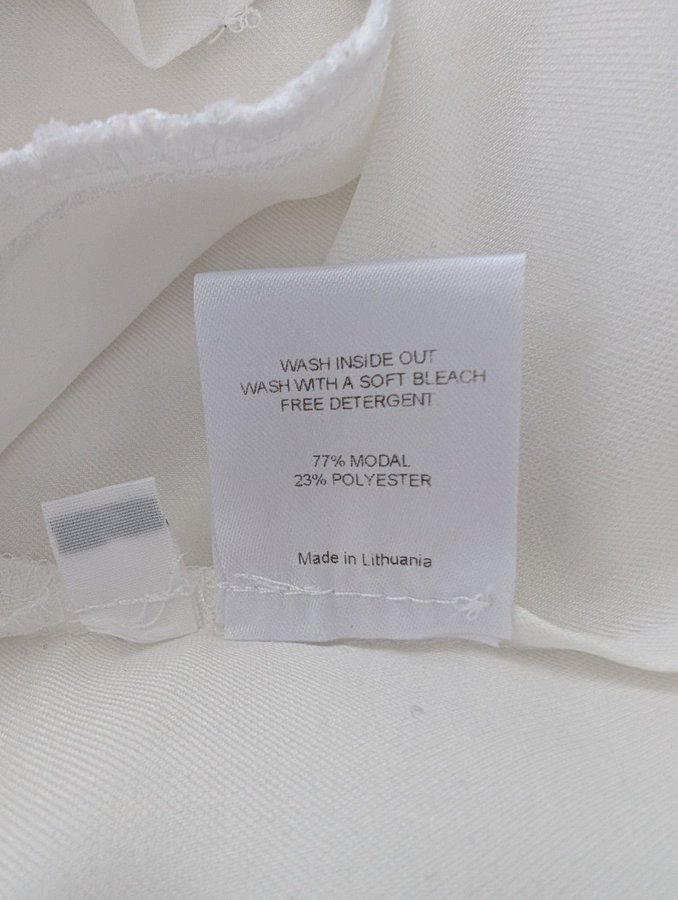 WASH INSIDE OUT
WASH WITH A SOFT BLEACH
FREE DETERGENT
77% MODAL
23% POLYESTER
Made in Lithuania